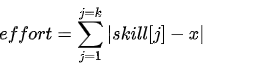 effort = \sum_{j=1}^{j=k} |skill[j] − x|